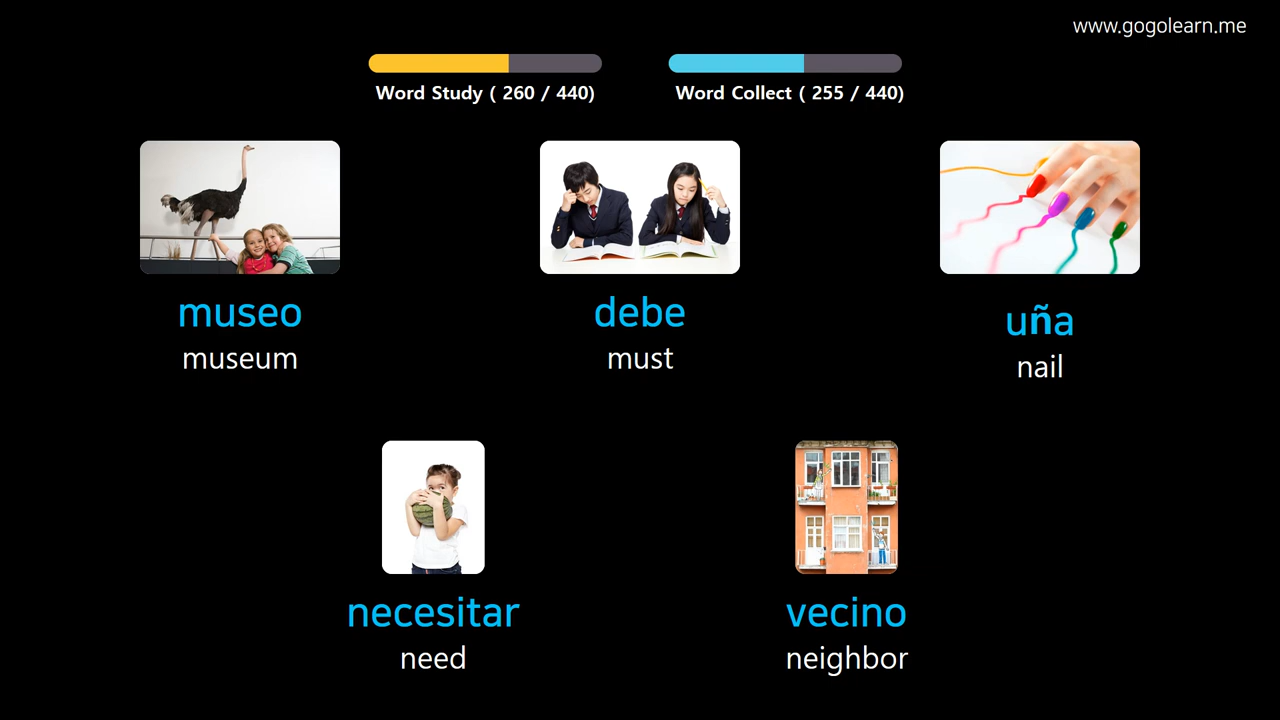 www.gogolearn.me
Word Study ( 260 / 440)
Word Collect ( 255 / 440)
museo
museum
debe
must
uña
nail
necesitar
need
vecino
neighbor